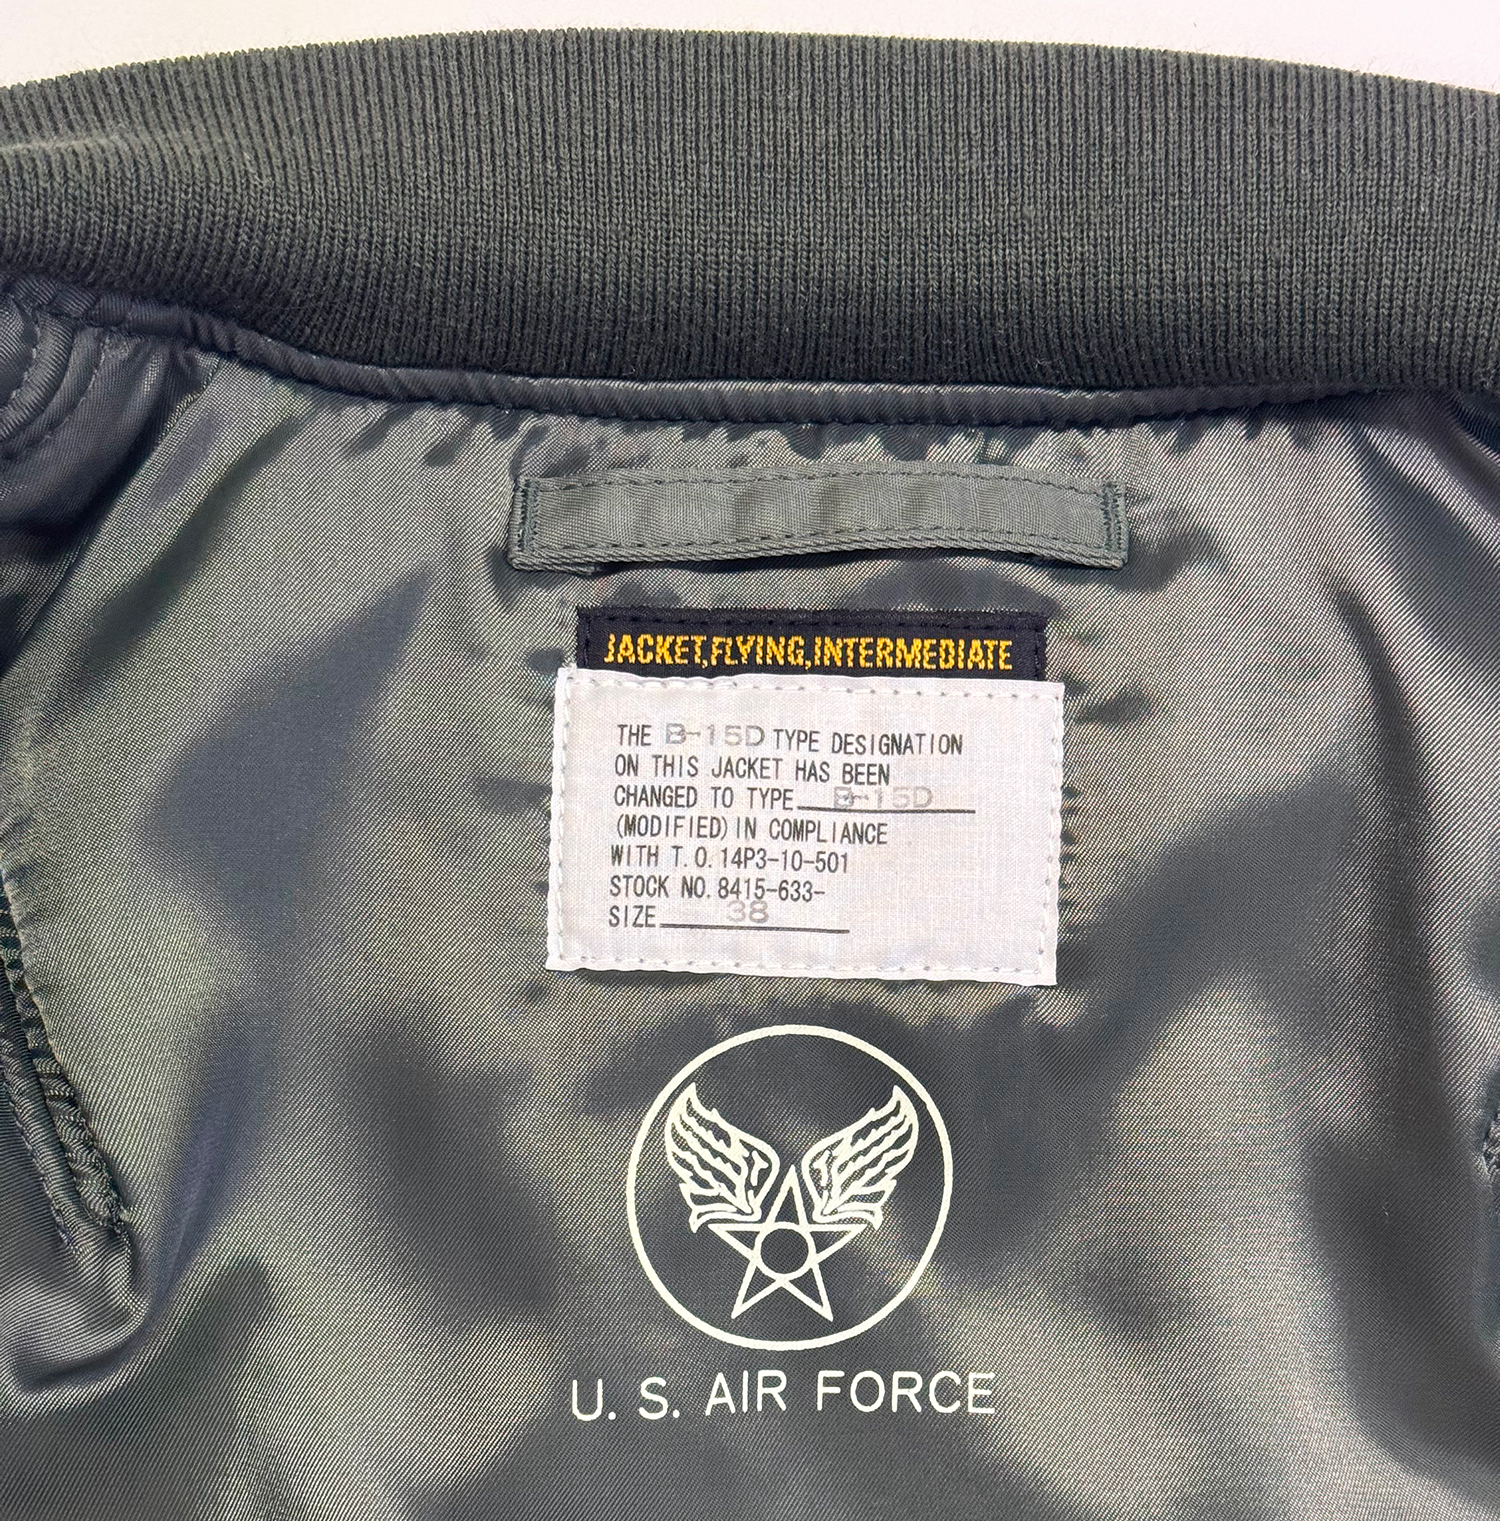 JACKET,FLYING,INTERMEDIATE
THE B-15D TYPE DESIGNATION
ON THIS JACKET HAS BEEN
CHANGED TO TYPE B-15D
(MODIFIED) IN COMPLIANCE
WITH T.O.14P3-10-501
STOCK NO.8415-633-
SIZE 38
U. S. AIR FORCE